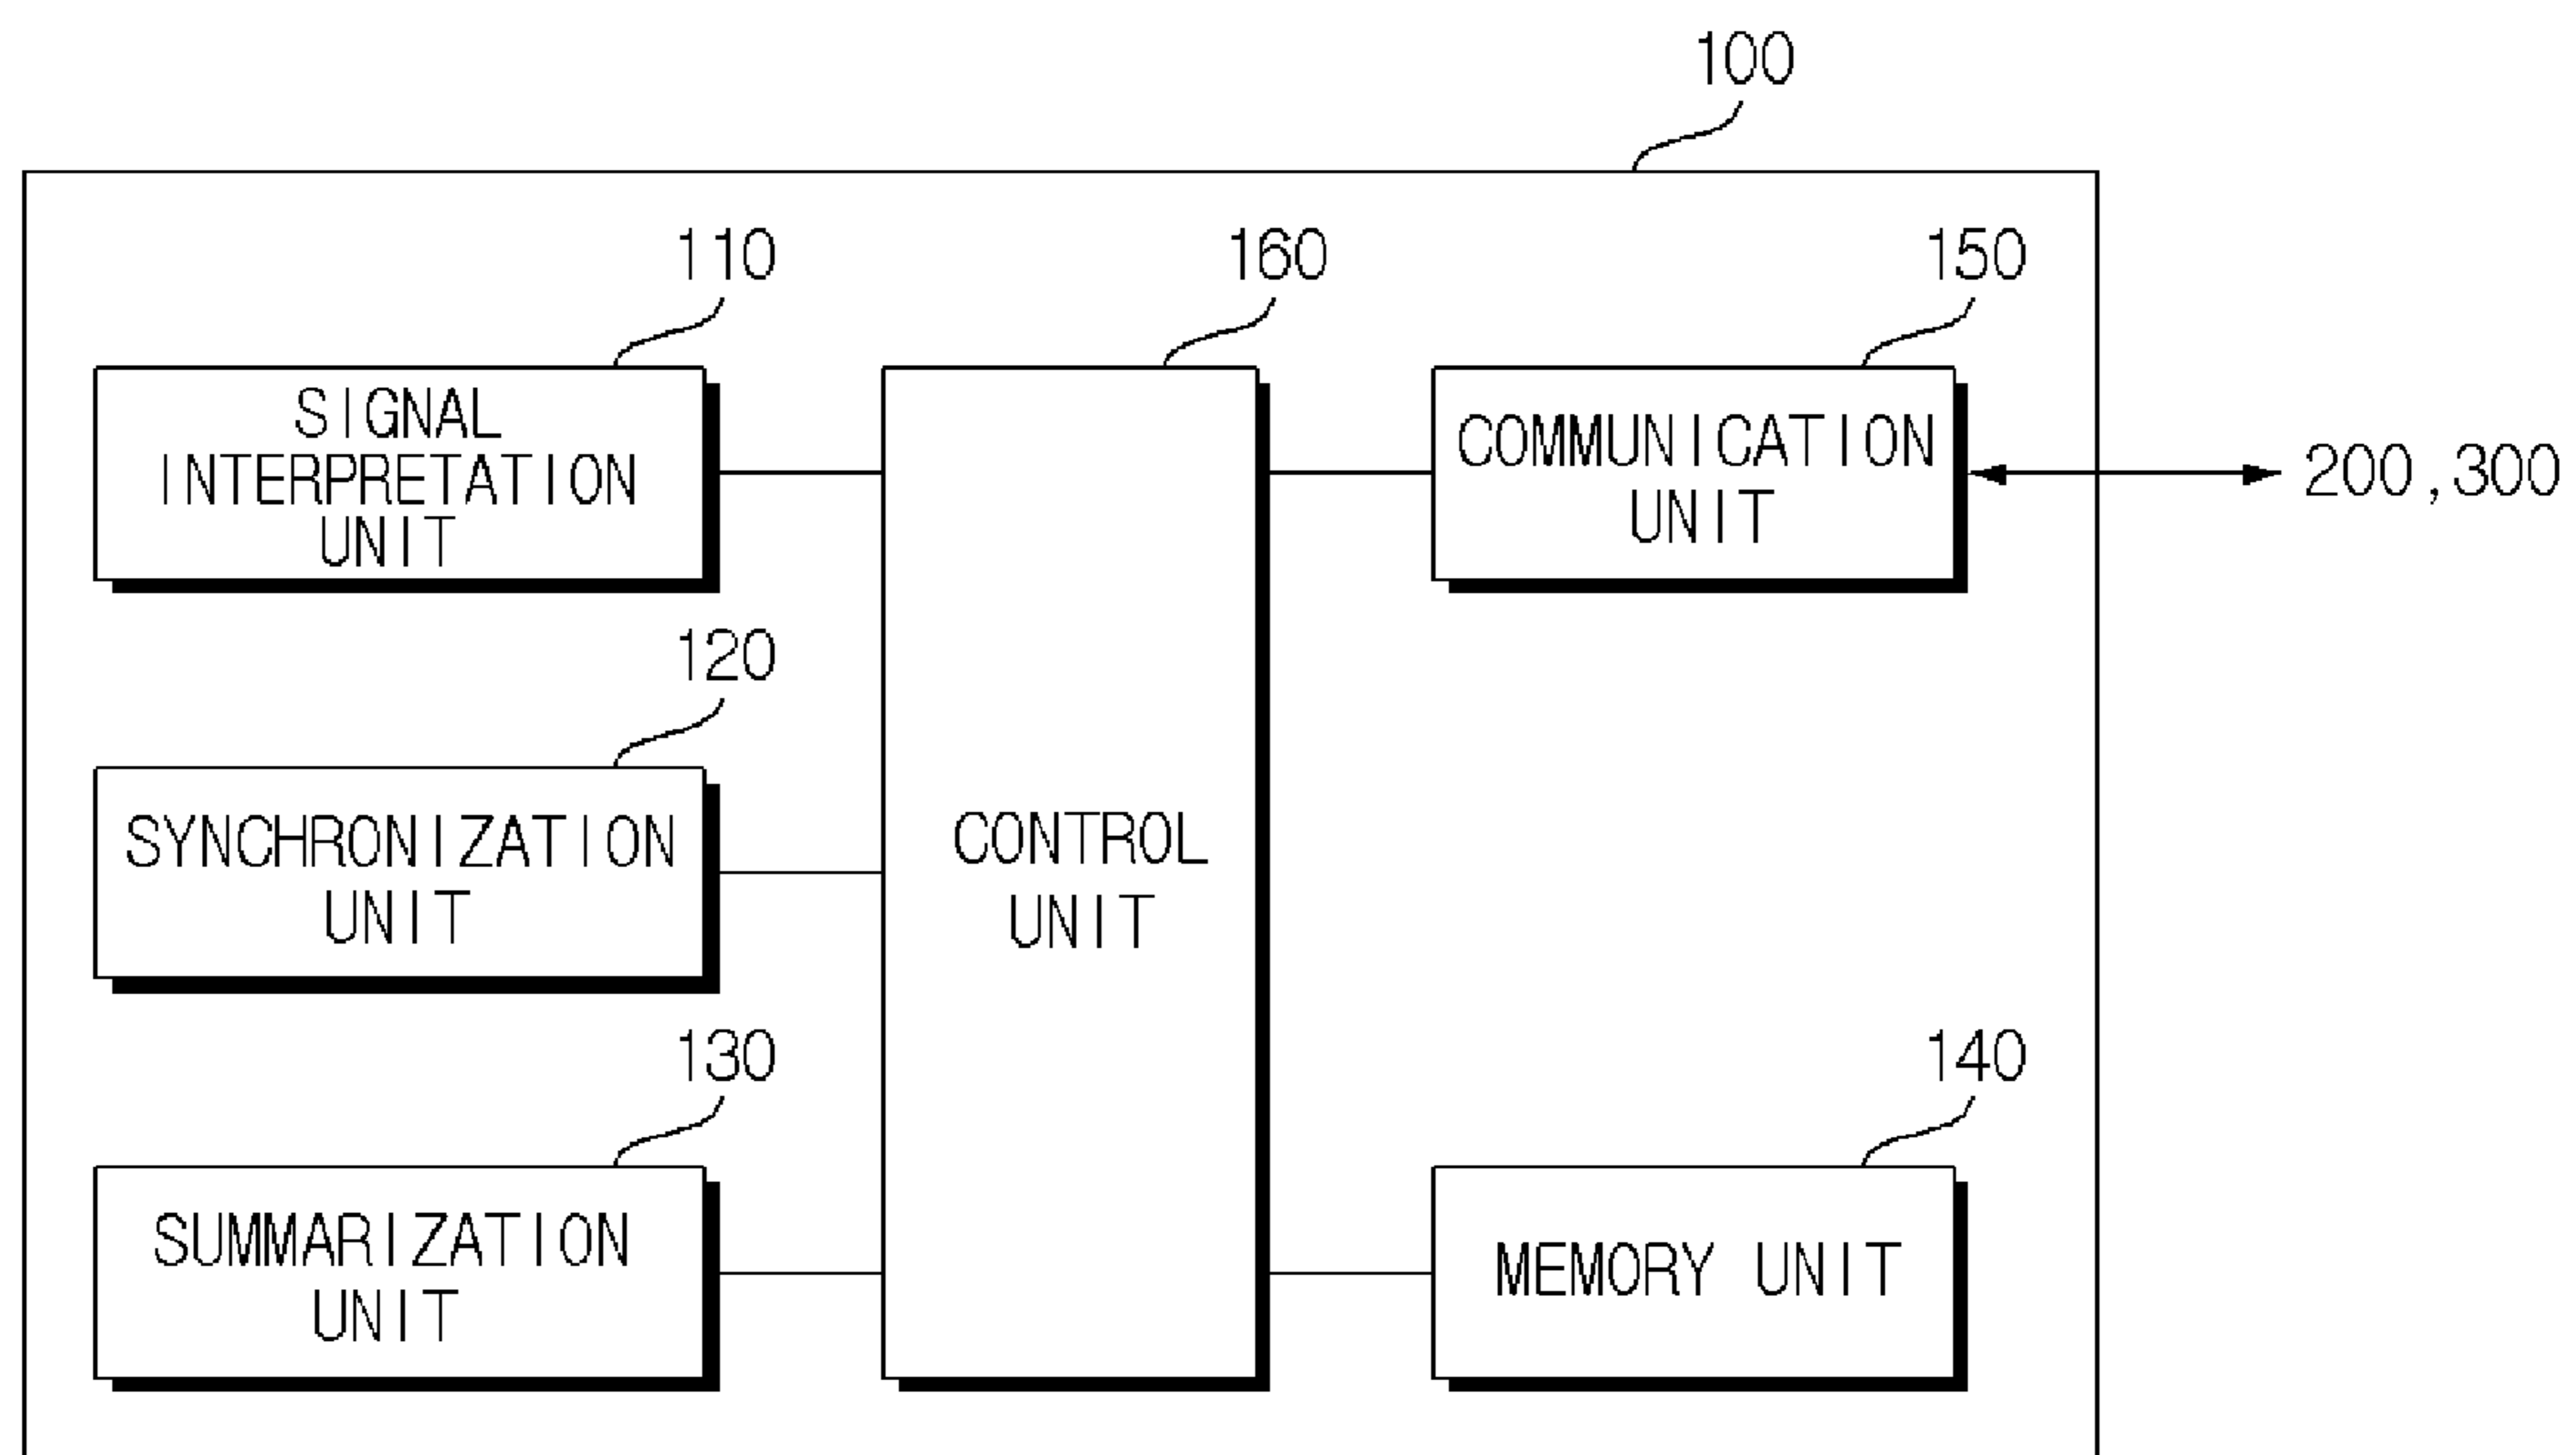 100
110
160
150
SIGNAL
INTERPRETATION
UNIT
COMMUNICATION
UNIT
200,300
120
SYNCHRONIZATION
UNIT
CONTROL
UNIT
130
140
SUMMARIZATION
UNIT
MEMORY UNIT